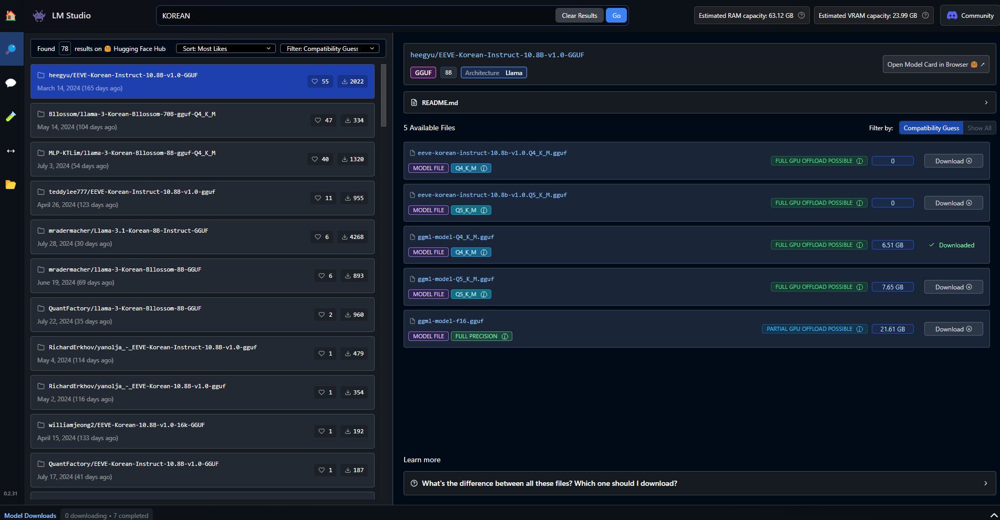 LM Studio
KOREAN
Clear Results
Go
Estimated RAM capacity: 63.12 GB
Estimated VRAM capacity: 23.99 GB
Community
Found 78 results on 🤗 Hugging Face Hub
Sort: Most Likes
Filter: Compatibility Guess
heegyu/EEVE-Korean-Instruct-10.8B-v1.0-GGUF
March 14, 2024 (165 days ago)
55
2022
Bllossom/llama-3-Korean-Bllossom-70B-gguf-Q4_K_M
May 14, 2024 (104 days ago)
47
334
MLP-KTLim/llama-3-Korean-Bllossom-8B-gguf-Q4_K_M
July 3, 2024 (54 days ago)
40
1320
teddylee777/EEVE-Korean-Instruct-10.8B-v1.0-gguf
April 26, 2024 (123 days ago)
11
955
mradermacher/Llama-3.1-Korean-8B-Instruct-GGUF
July 28, 2024 (30 days ago)
6
4268
mradermacher/llama-3-Korean-Bllossom-8B-GGUF
June 19, 2024 (69 days ago)
6
893
QuantFactory/llama-3-Korean-Bllossom-8B-GGUF
July 22, 2024 (35 days ago)
2
960
RichardErkhov/yanolja_-_EEVE-Korean-Instruct-10.8B-v1.0-gguf
May 4, 2024 (114 days ago)
1
479
RichardErkhov/yanolja_-_EEVE-Korean-10.8B-v1.0-gguf
May 2, 2024 (116 days ago)
1
354
williamjeong2/EEVE-Korean-10.8B-v1.0-16k-GGUF
April 15, 2024 (133 days ago)
1
192
QuantFactory/EEVE-Korean-Instruct-10.8B-v1.0-GGUF
July 17, 2024 (41 days ago)
1
187
heegyu/EEVE-Korean-Instruct-10.8B-v1.0-GGUF
GGUF
8B
Architecture Llama
Open Model Card in Browser 🤗 ↗
README.md
5 Available Files
Filter by:
Compatibility Guess
Show All
eeve-korean-instruct-10.8b-v1.0.Q4_K_M.gguf
MODEL FILE
Q4_K_M
FULL GPU OFFLOAD POSSIBLE
0
Download
eeve-korean-instruct-10.8b-v1.0.Q5_K_M.gguf
MODEL FILE
Q5_K_M
FULL GPU OFFLOAD POSSIBLE
0
Download
ggml-model-Q4_K_M.gguf
MODEL FILE
Q4_K_M
FULL GPU OFFLOAD POSSIBLE
6.51 GB
Downloaded
ggml-model-Q5_K_M.gguf
MODEL FILE
Q5_K_M
FULL GPU OFFLOAD POSSIBLE
7.65 GB
Download
ggml-model-f16.gguf
MODEL FILE
FULL PRECISION
PARTIAL GPU OFFLOAD POSSIBLE
21.61 GB
Download
Learn more
What's the difference between all these files? Which one should I download?
0.2.31
Model Downloads
0 downloading • 7 completed